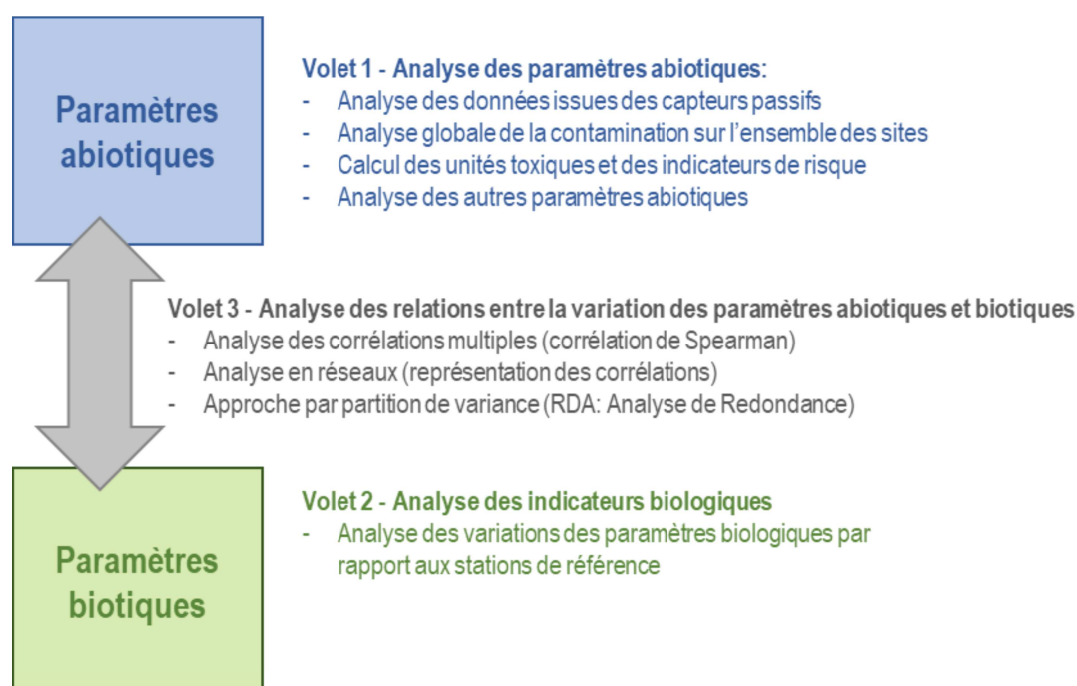 Paramètres
abiotiques
Volet 1 - Analyse des paramètres abiotiques:
- Analyse des données issues des capteurs passifs
- Analyse globale de la contamination sur l'ensemble des sites
- Calcul des unités toxiques et des indicateurs de risque
- Analyse des autres paramètres abiotiques
Volet 3 - Analyse des relations entre la variation des paramètres abiotiques et biotiques
- Analyse des corrélations multiples (corrélation de Spearman)
- Analyse en réseaux (représentation des corrélations)
- Approche par partition de variance (RDA: Analyse de Redondance)
Paramètres
biotiques
Volet 2 - Analyse des indicateurs biologiques
- Analyse des variations des paramètres biologiques par
rapport aux stations de référence